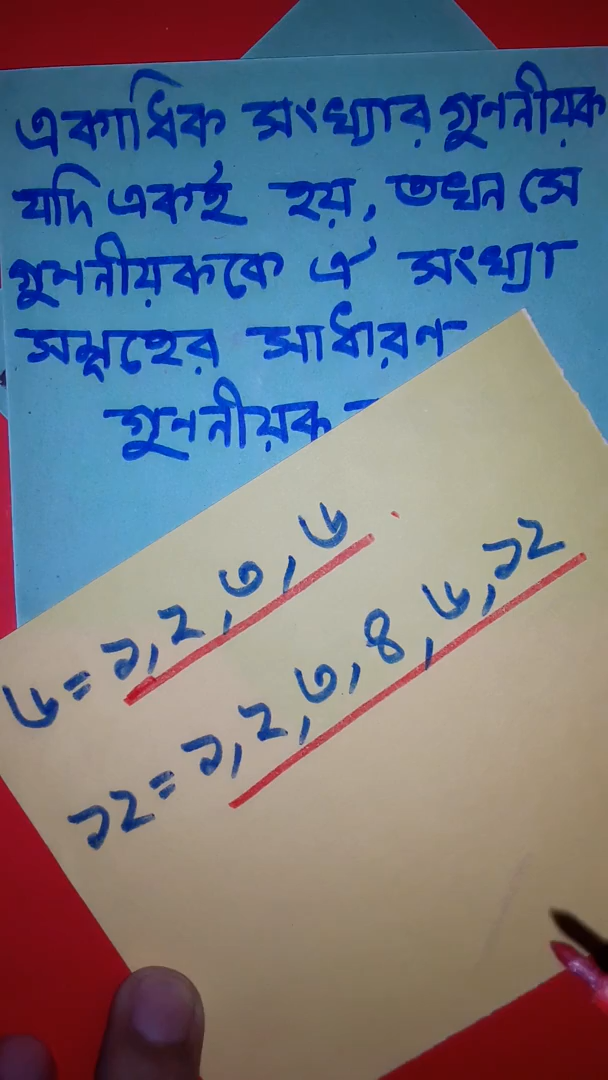 একাধিক সংখ্যার গুণনীয়ক
যদি একই হয়, তখন সে
গুণনীয়ককে ঐ সংখ্যা
সমূহের সাধারণ
গুণনীয়ক
৬ = ১, ২, ৩, ৬
১২ = ১, ২, ৩, ৪, ৬, ১২